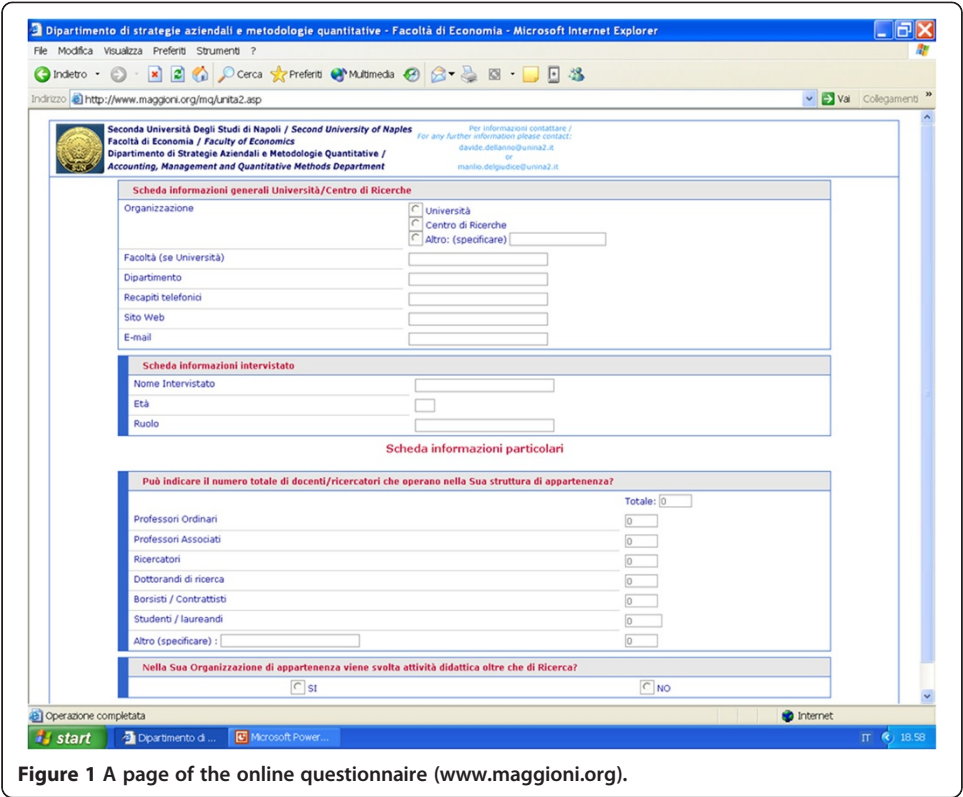 Dipartimento di strategie aziendali e metodologie quantitative - Facoltà di Economia - Microsoft Internet Explorer
File Modifica Visualizza Preferiti Strumenti ?
Indietro Cerca Preferiti Multimedia
Indirizzo http://www.maggioni.org/mq/unita2.asp Vai Collegamenti »
Seconda Università Degli Studi di Napoli / Second University of Naples
Facoltà di Economia / Faculty of Economics
Dipartimento di Strategie Aziendali e Metodologie Quantitative /
Accounting, Management and Quantitative Methods Department
Per informazioni contattare /
For any further information please contact:
davide.dellanno@unina2.it
or
manlio.delgiudice@unina2.it
Scheda informazioni generali Università/Centro di Ricerche
Organizzazione
Università
Centro di Ricerche
Altro: (specificare)
Facoltà (se Università)
Dipartimento
Recapiti telefonici
Sito Web
E-mail
Scheda informazioni intervistato
Nome Intervistato
Età
Ruolo
Scheda informazioni particolari
Può indicare il numero totale di docenti/ricercatori che operano nella Sua struttura di appartenenza?
Totale: 0
Professori Ordinari 0
Professori Associati 0
Ricercatori 0
Dottorandi di ricerca 0
Borsisti / Contrattisti 0
Studenti / laureandi 0
Altro (specificare) : 0
Nella Sua Organizzazione di appartenenza viene svolta attività didattica oltre che di Ricerca?
SI NO
Operazione completata Internet
start Dipartimento di ... Microsoft Power... IT 18.58
Figure 1 A page of the online questionnaire (www.maggioni.org).